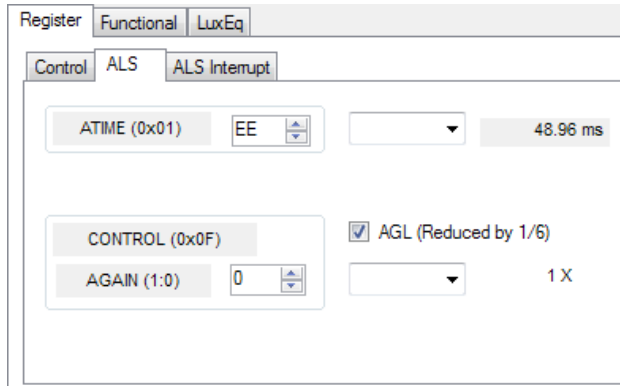 Register Functional LuxEq
Control ALS ALS Interrupt
ATIME (0x01) EE 48.96 ms
CONTROL (0x0F) AGL (Reduced by 1/6)
AGAIN (1:0) 0 1 X